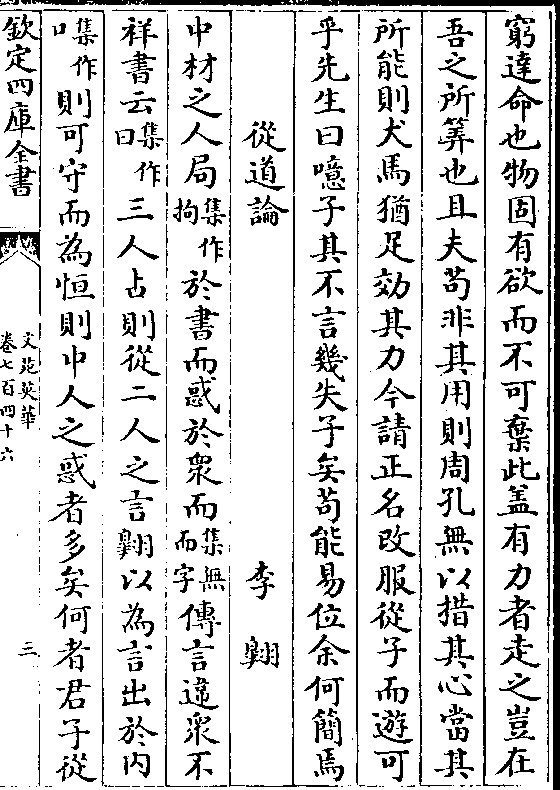 窮達命也物固有欲而不可棄此盖有力者走之豈在
吾之所筭也且夫苟非其用則周孔無以措其心當其
所能則犬馬猶足効其力今請正名改服從子而遊可
乎先生曰噫子其不言幾失子矣苟能易位余何簡焉
從道論 李翺
中材之人局集作拘於書而惑於衆而集無而字傳言違衆不
祥書云集作曰三人占則從二人之言翺以為言出於内
集作口則可守而為恒則中人之惑者多矣何者君子從
欽定四庫全書
文苑英華
卷七百四十六
三